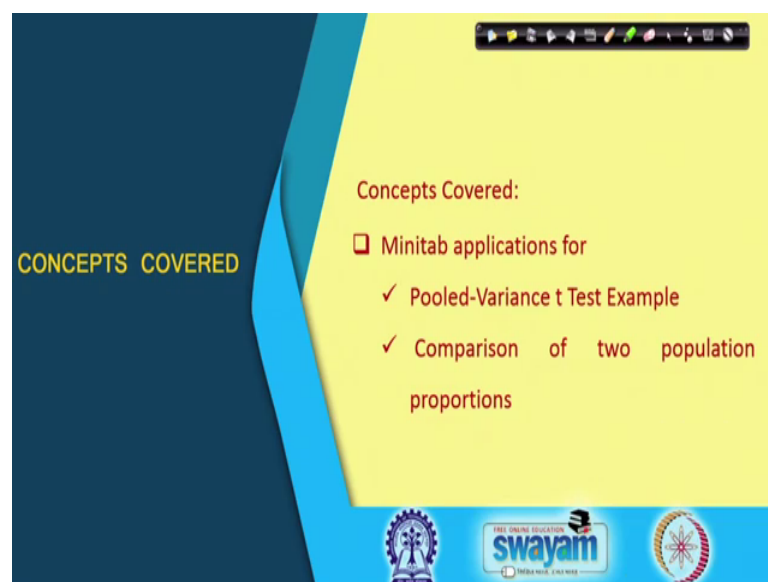 CONCEPTS COVERED
Concepts Covered:
Minitab applications for
Pooled-Variance t Test Example
Comparison of two population
proportions
FREE ONLINE EDUCATION
swayam